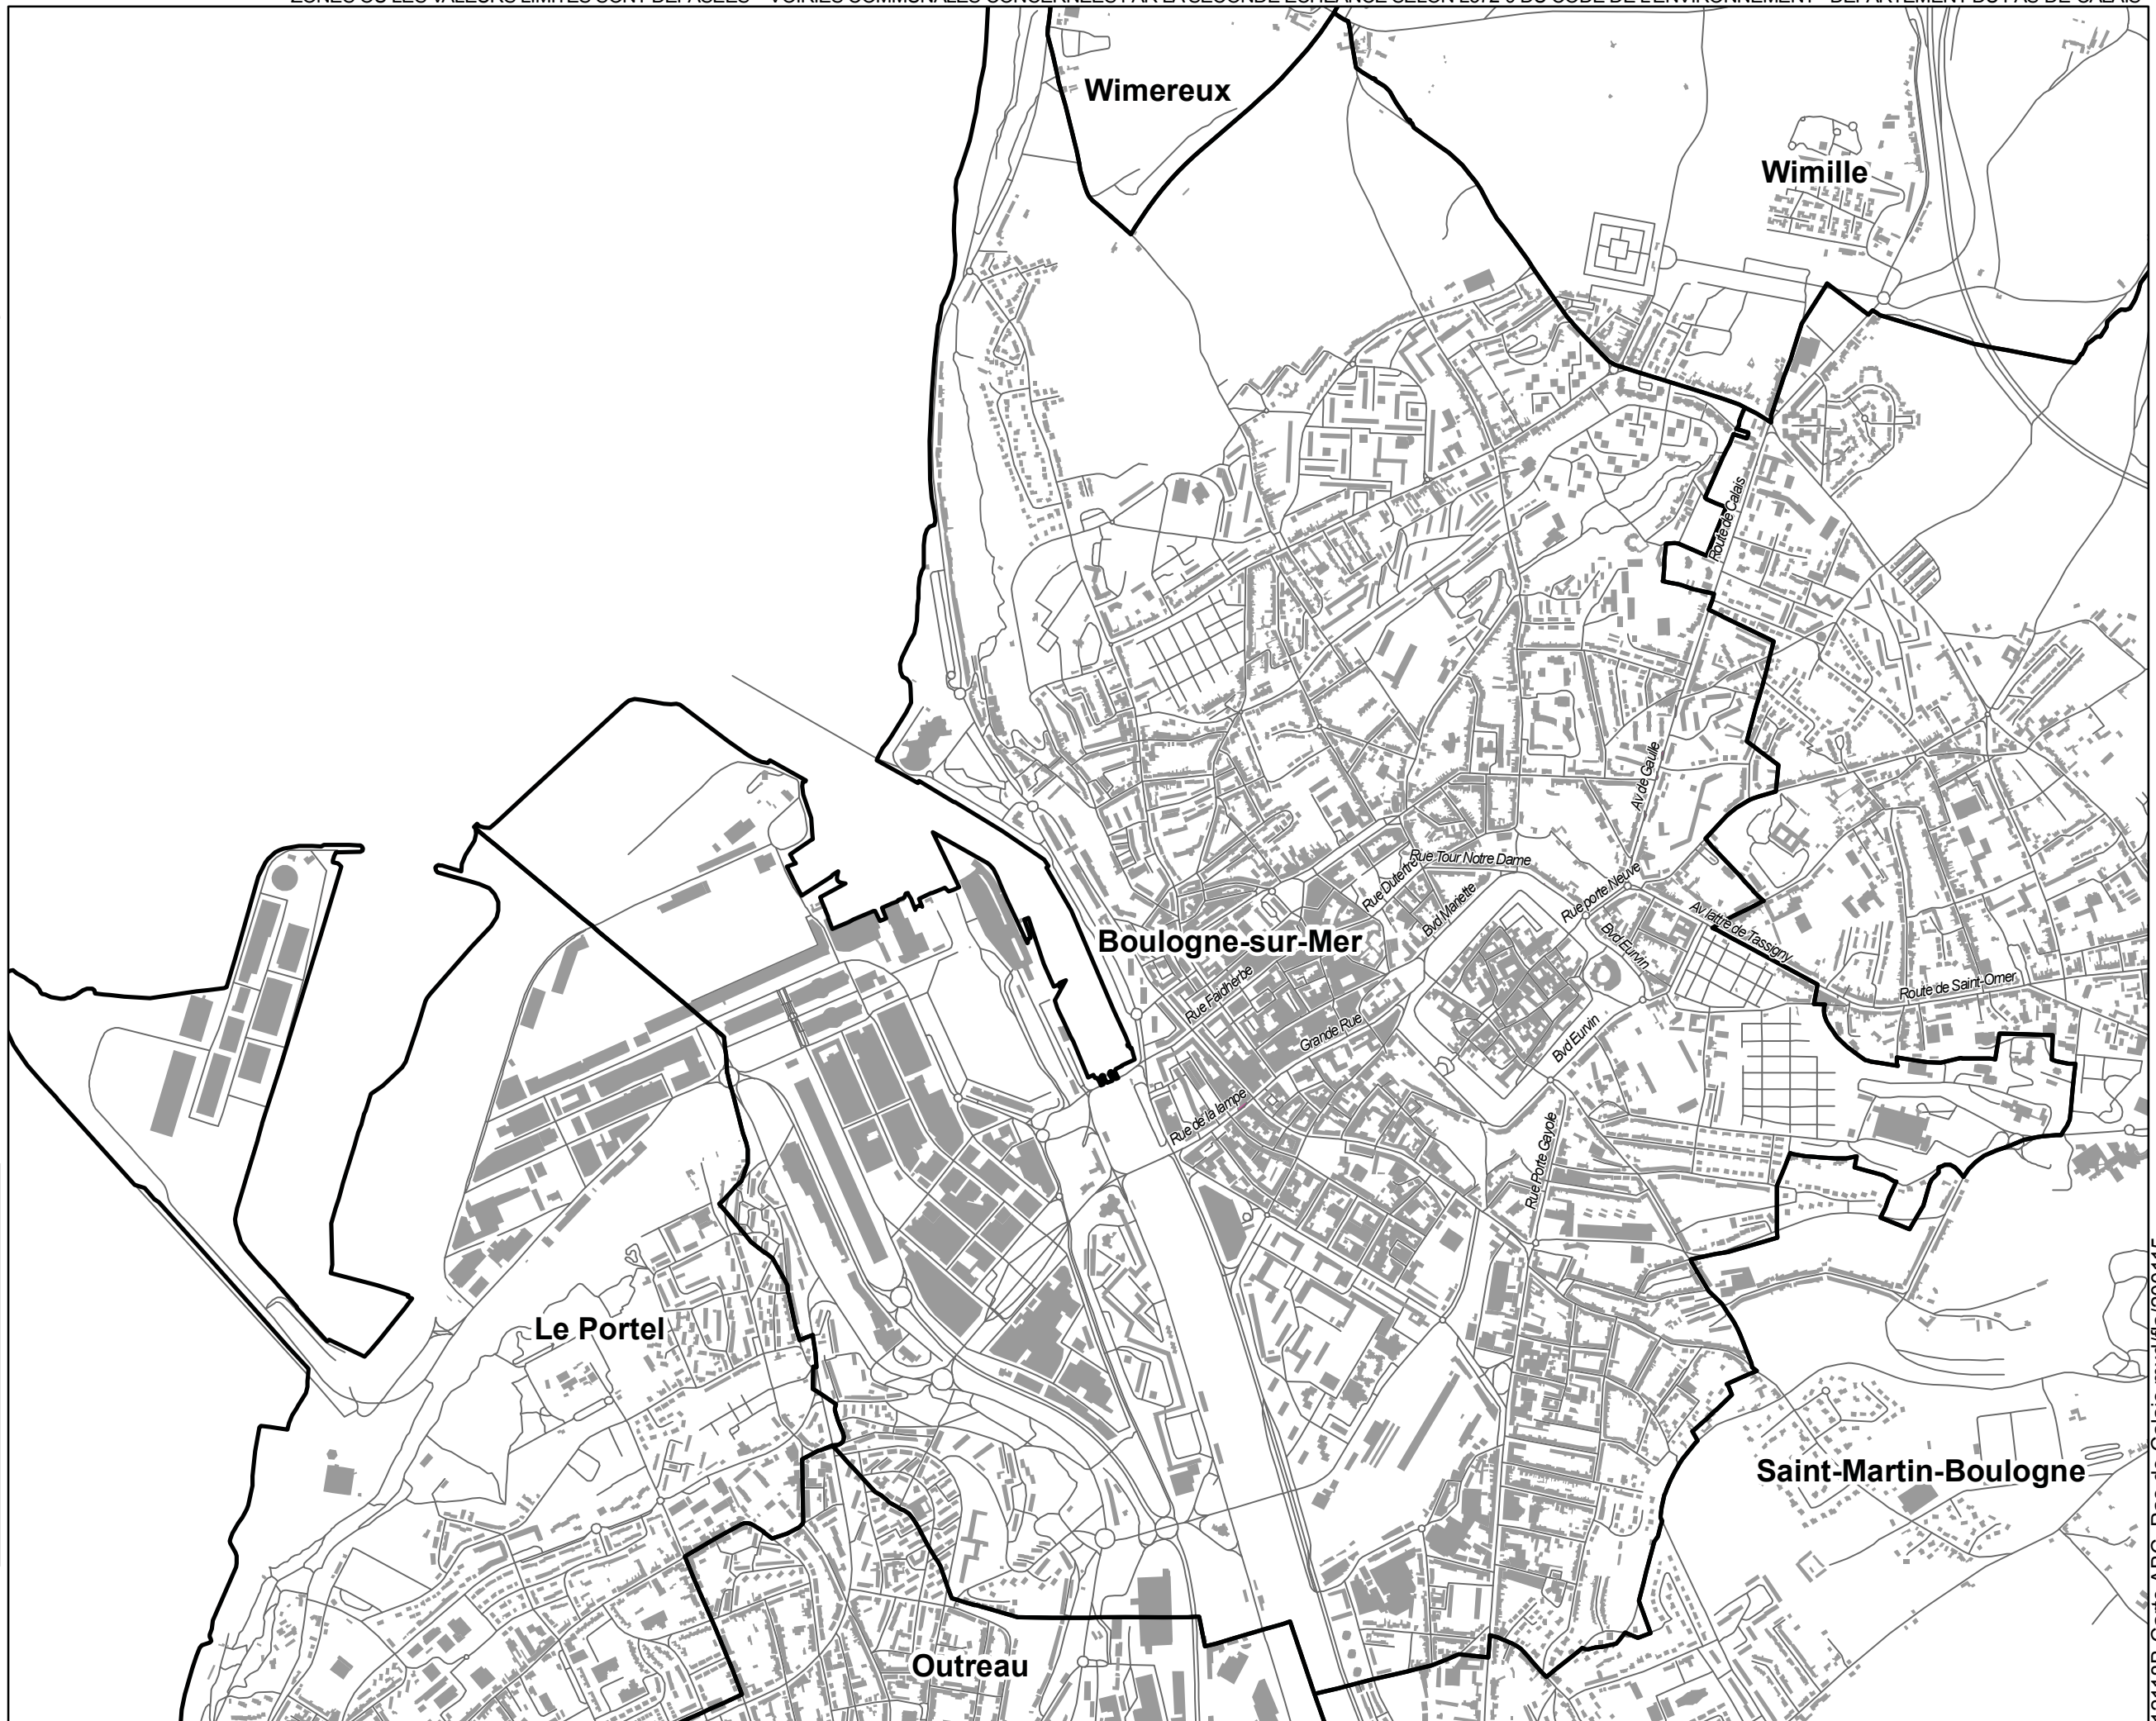 Wimereux
Wimille
Route de Calais
Av. de Gaulle
Rue Tour Notre Dame
Rue Dutertre
Bvd Mariette
Rue porte Neuve
Av. lattre de Tassigny
Bvd Eurvin
Boulogne-sur-Mer
Route de Saint-Omer
Rue Faidherbe
Grande Rue
Bvd Eurvin
Rue de la lampe
Rue Porte Gayole
Le Portel
Saint-Martin-Boulogne
Outreau